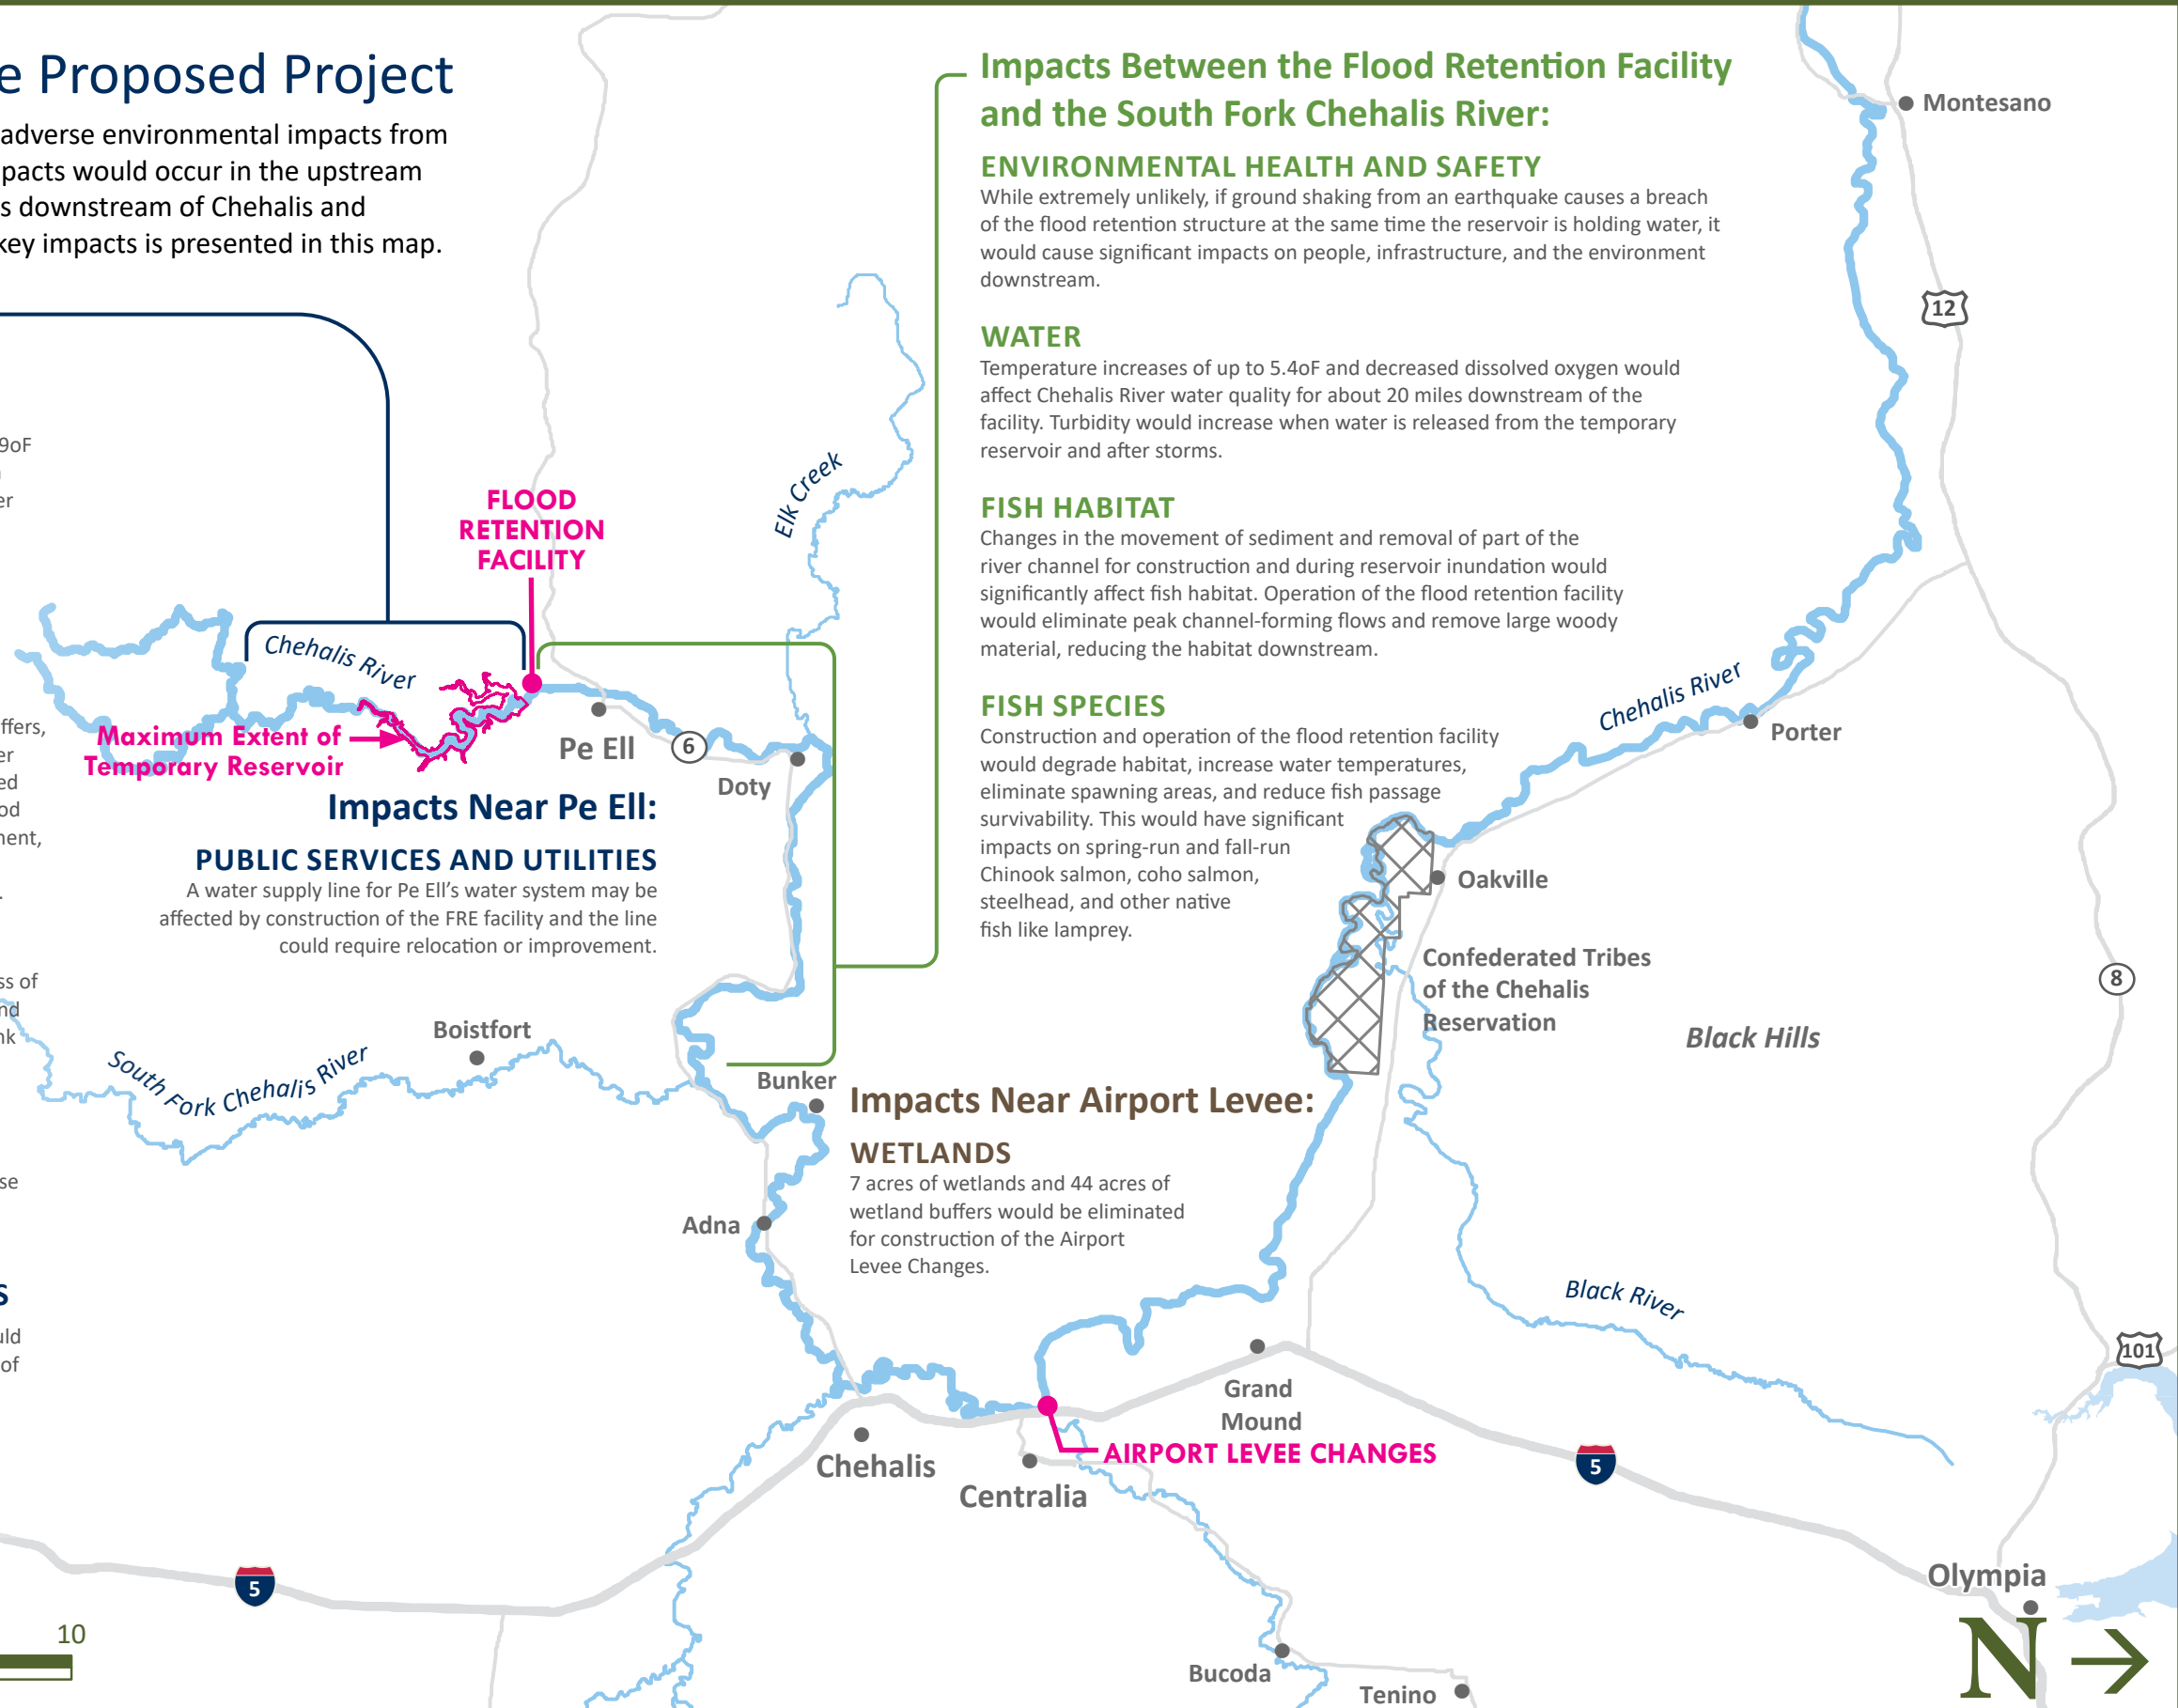 e Proposed Project
adverse environmental impacts from
pacts would occur in the upstream
s downstream of Chehalis and
key impacts is presented in this map.
9oF
er
ffers,
er
ed
od
nent,
.
ss of
nd
nk
se
S
uld
of
10
Impacts Between the Flood Retention Facility
and the South Fork Chehalis River:
ENVIRONMENTAL HEALTH AND SAFETY
While extremely unlikely, if ground shaking from an earthquake causes a breach
of the flood retention structure at the same time the reservoir is holding water, it
would cause significant impacts on people, infrastructure, and the environment
downstream.
WATER
Temperature increases of up to 5.4oF and decreased dissolved oxygen would
affect Chehalis River water quality for about 20 miles downstream of the
facility. Turbidity would increase when water is released from the temporary
reservoir and after storms.
FISH HABITAT
Changes in the movement of sediment and removal of part of the
river channel for construction and during reservoir inundation would
significantly affect fish habitat. Operation of the flood retention facility
would eliminate peak channel-forming flows and remove large woody
material, reducing the habitat downstream.
FISH SPECIES
Construction and operation of the flood retention facility
would degrade habitat, increase water temperatures,
eliminate spawning areas, and reduce fish passage
survivability. This would have significant
impacts on spring-run and fall-run
Chinook salmon, coho salmon,
steelhead, and other native
fish like lamprey.
FLOOD
RETENTION
FACILITY
Elk Creek
Chehalis River
Maximum Extent of
Temporary Reservoir
Pe Ell
6
Doty
Impacts Near Pe Ell:
PUBLIC SERVICES AND UTILITIES
A water supply line for Pe Ell's water system may be
affected by construction of the FRE facility and the line
could require relocation or improvement.
Boistfort
South Fork Chehalis River
Bunker
Adna
Impacts Near Airport Levee:
WETLANDS
7 acres of wetlands and 44 acres of
wetland buffers would be eliminated
for construction of the Airport
Levee Changes.
Montesano
12
Chehalis River
Porter
Oakville
Confederated Tribes
of the Chehalis
Reservation
Black Hills
8
Black River
101
Grand
Mound
AIRPORT LEVEE CHANGES
Chehalis
Centralia
5
5
Olympia
Bucoda
Tenino
N